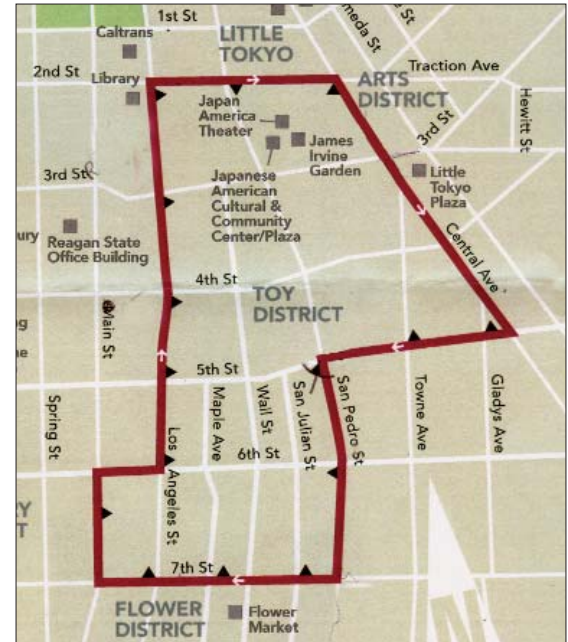 1st St
Caltrans
LITTLE
TOKYO
2nd St
Library
Traction Ave
ARTS
DISTRICT
Hewitt St
Japan
America
Theater
James
Irvine
Garden
3rd St
3rd St
Japanese
American
Cultural &
Community
Center/Plaza
Little
Tokyo
Plaza
Reagan State
Office Building
Central Ave
4th St
TOY
DISTRICT
Main St
5th St
Spring St
Los Angeles St
Maple Ave
Wall St
San Julian St
San Pedro St
Towne Ave
Gladys Ave
6th St
7th St
FLOWER
DISTRICT
Flower
Market